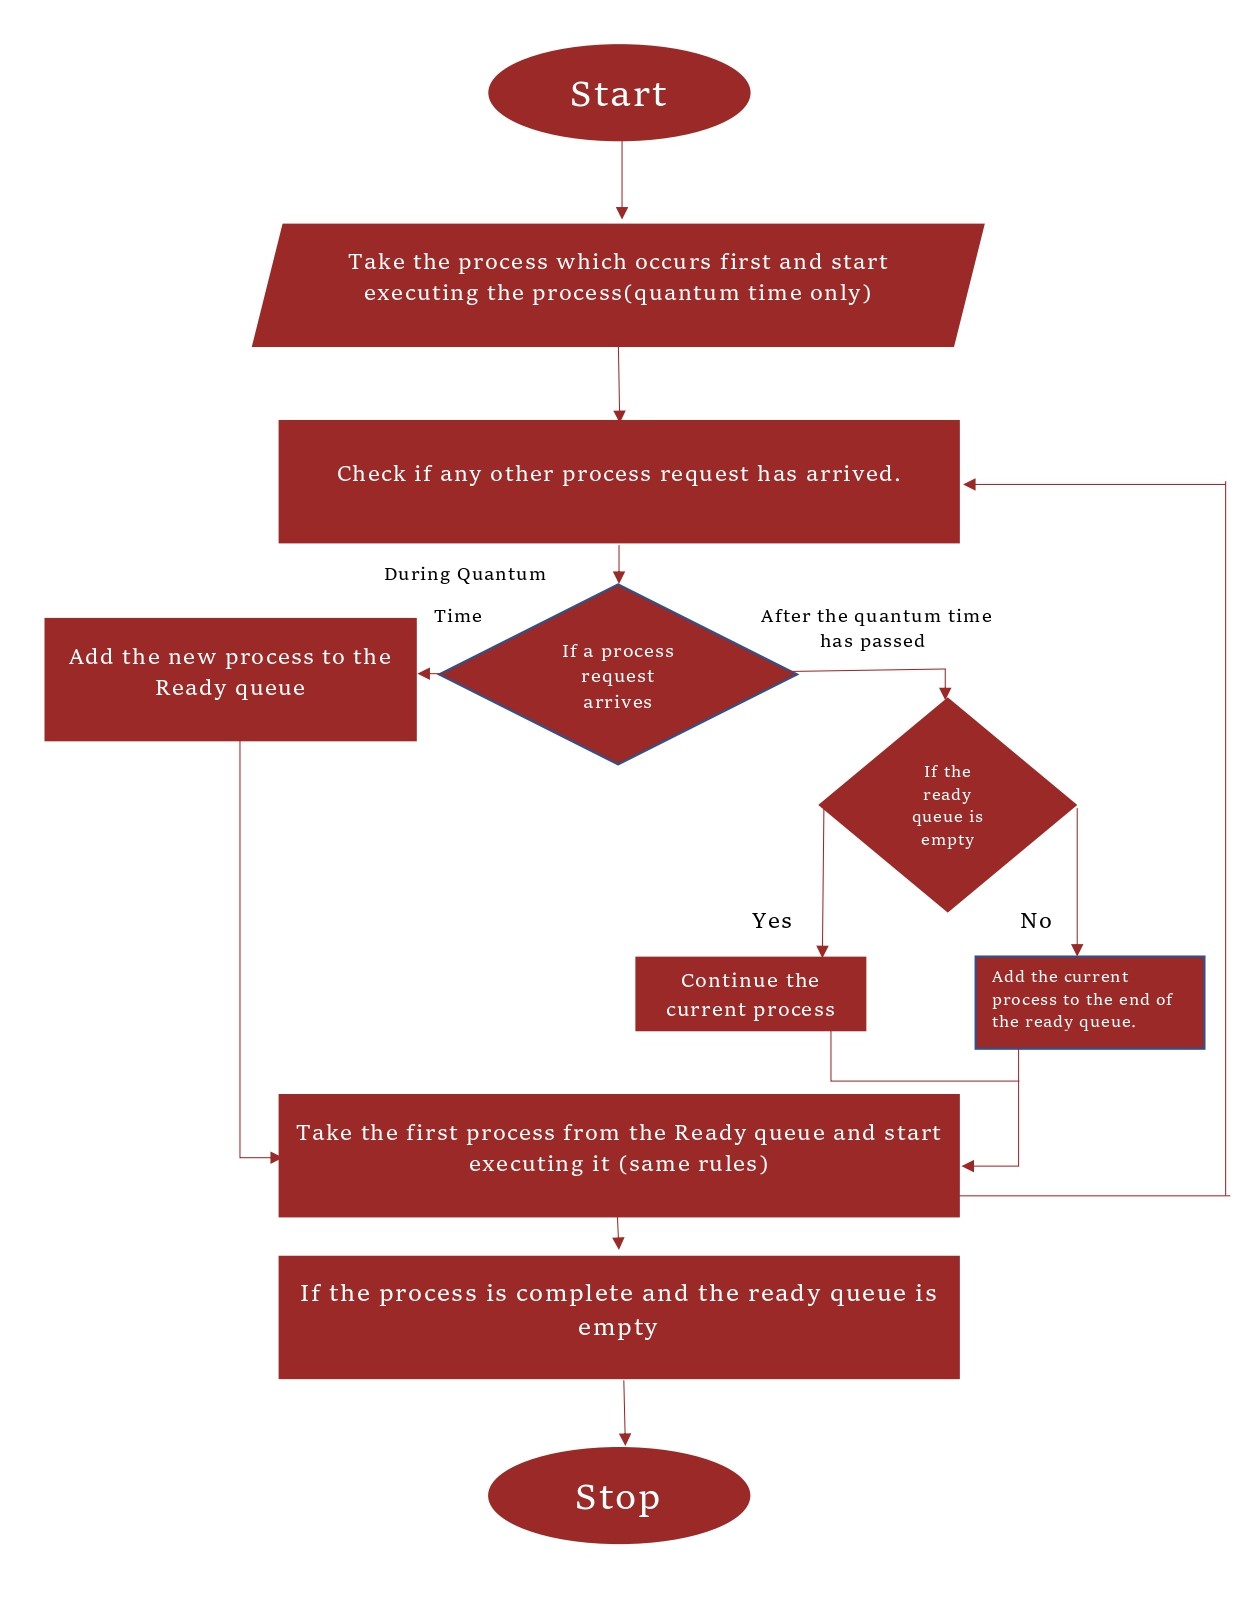 Start
Take the process which occurs first and start
executing the process(quantum time only)
Check if any other process request has arrived.
During Quantum
Time
After the quantum time
has passed
Add the new process to the
Ready queue
If a process
request
arrives
If the
ready
queue is
empty
Yes
No
Continue the
current process
Add the current
process to the end of
the ready queue.
Take the first process from the Ready queue and start
executing it (same rules)
If the process is complete and the ready queue is
empty
Stop